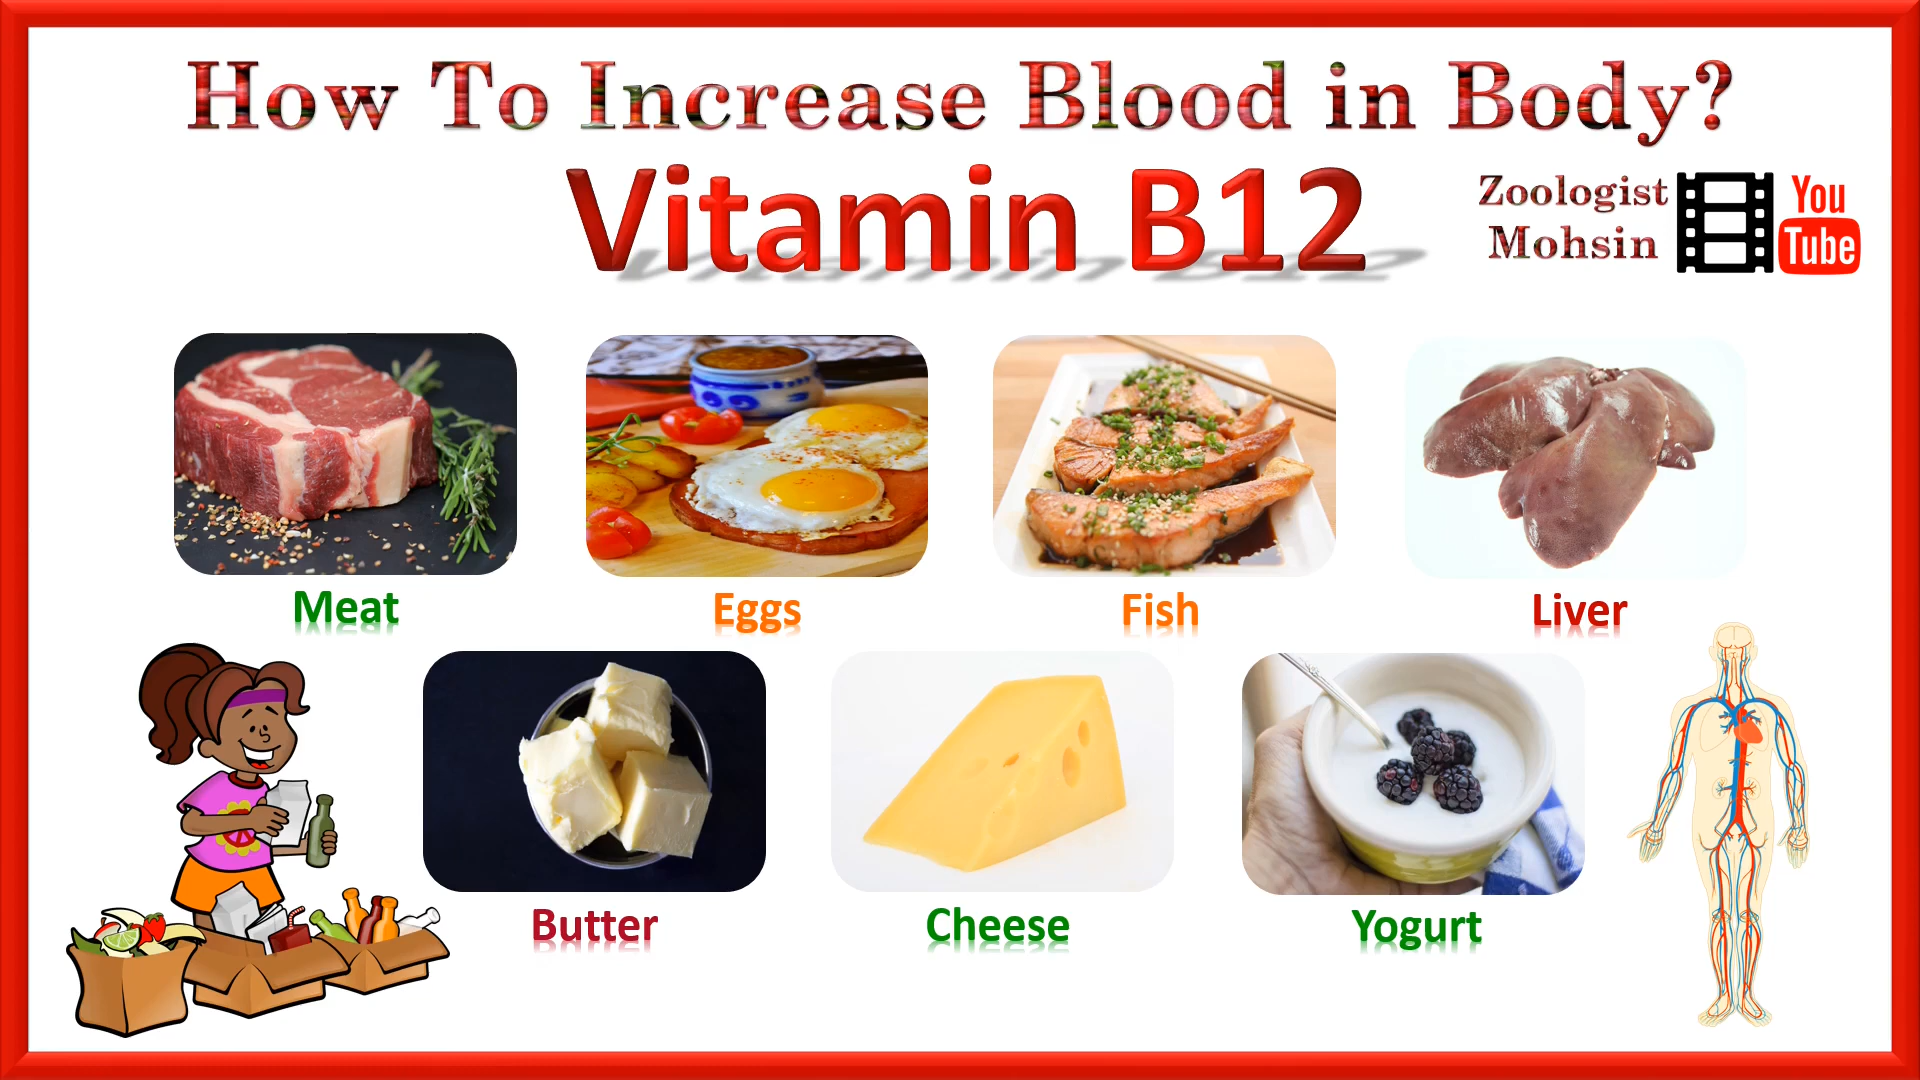 How To Increase Blood in Body?
Vitamin B12
Zoologist
Mohsin
You
Tube
Meat
Eggs
Fish
Liver
Butter
Cheese
Yogurt